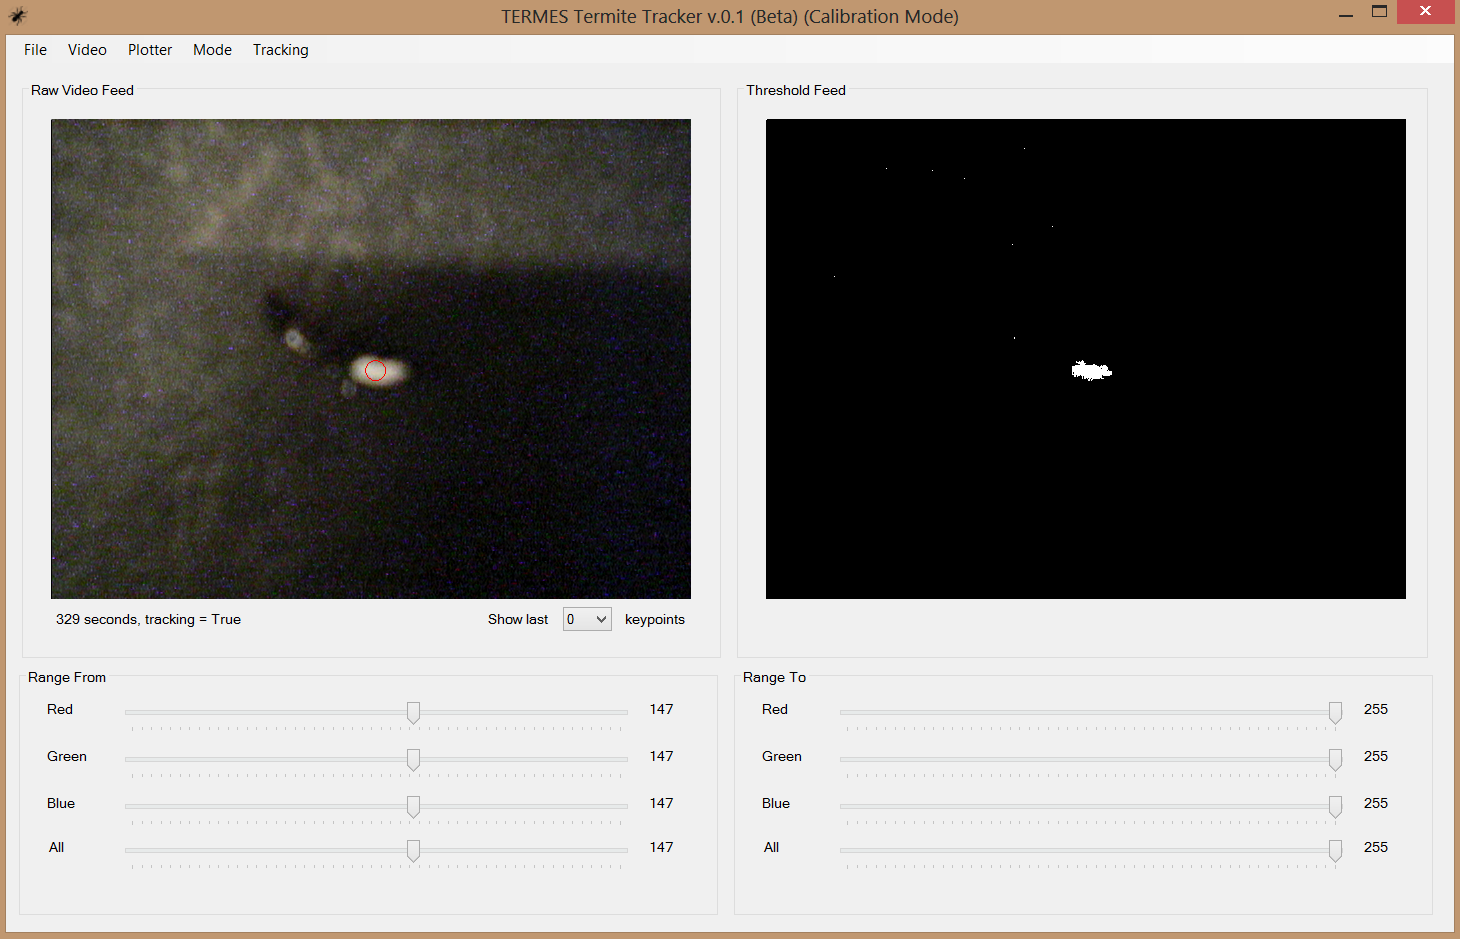 TERMES Termite Tracker v.0.1 (Beta) (Calibration Mode)
File Video Plotter Mode Tracking
Raw Video Feed
Threshold Feed
329 seconds, tracking = True
Show last 0 keypoints
Range From
Red 147
Green 147
Blue 147
All 147
Range To
Red 255
Green 255
Blue 255
All 255